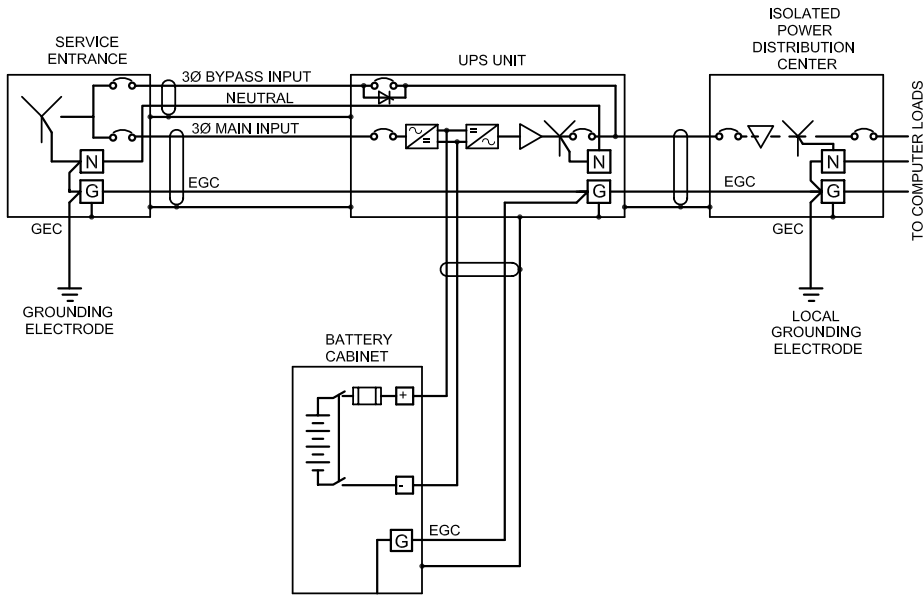 SERVICE
ENTRANCE
UPS UNIT
ISOLATED
POWER
DISTRIBUTION
CENTER
3Ø BYPASS INPUT
NEUTRAL
3Ø MAIN INPUT
N
N
N
G
EGC
G
EGC
G
TO COMPUTER LOADS
GEC
GEC
GROUNDING
ELECTRODE
LOCAL
GROUNDING
ELECTRODE
BATTERY
CABINET
+
-
G
EGC